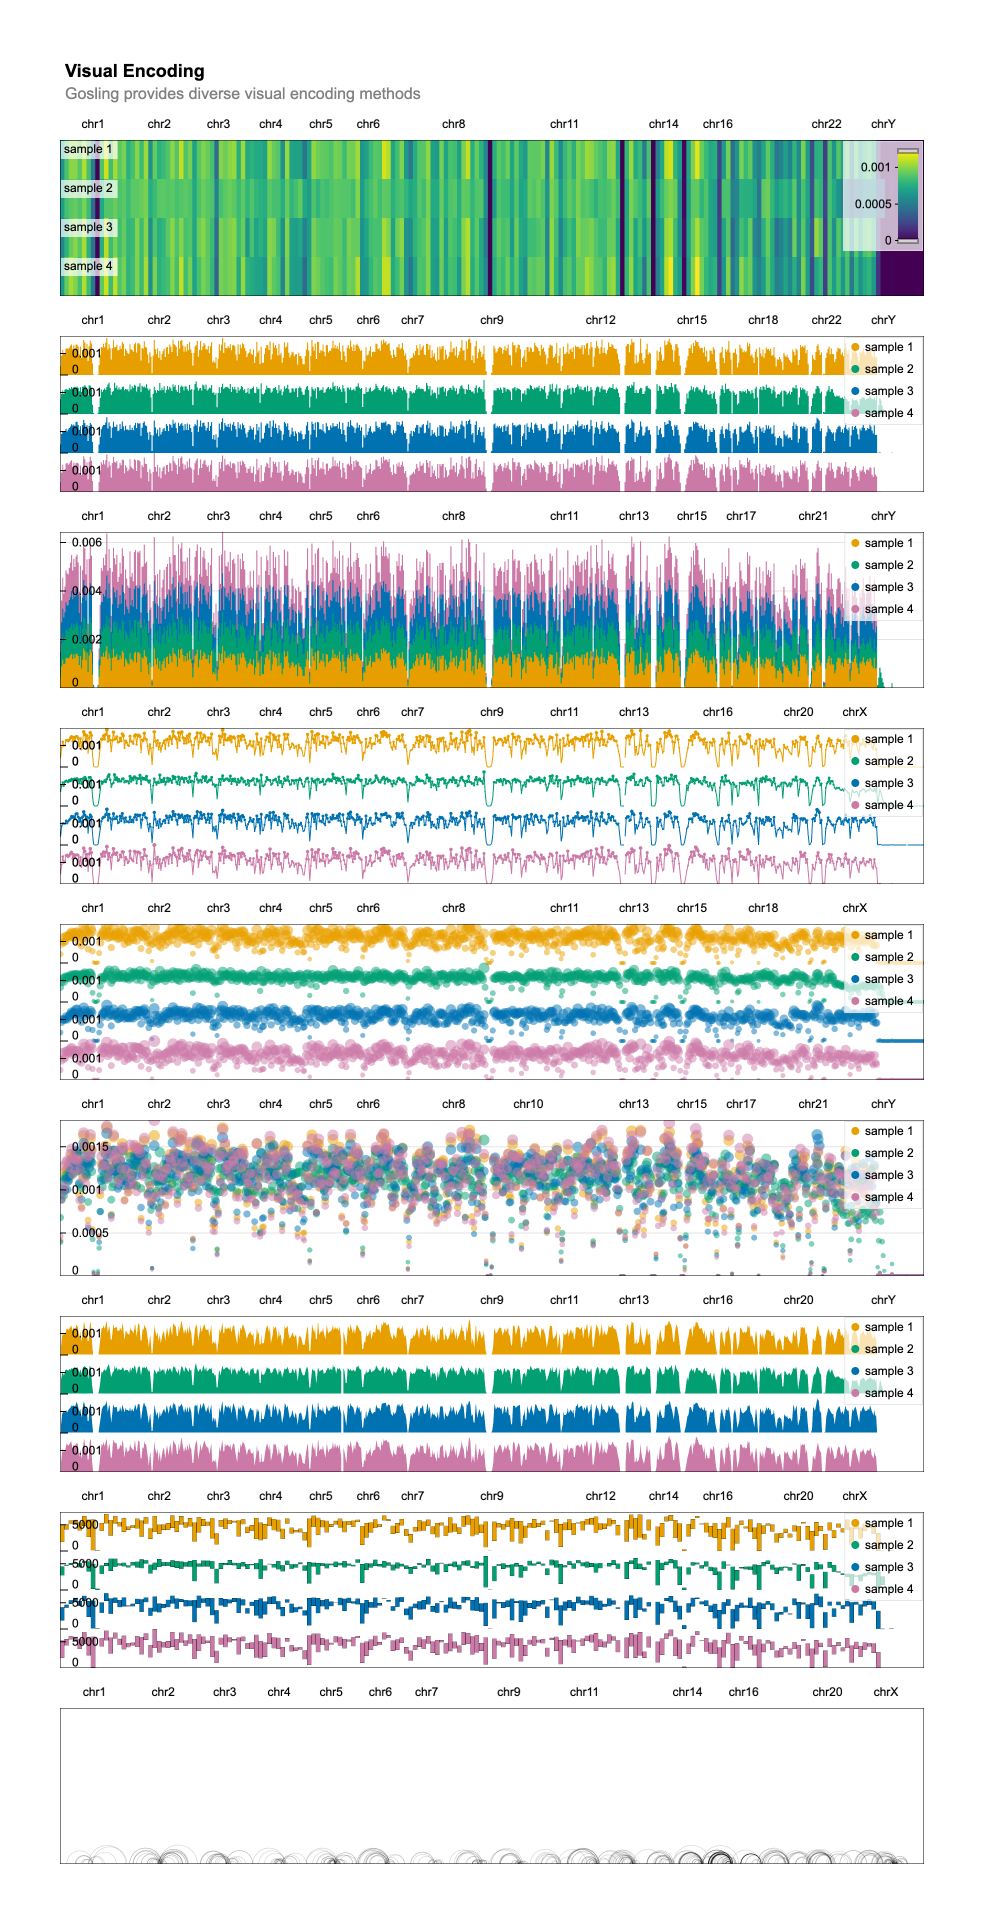 Visual Encoding
Gosling provides diverse visual encoding methods
chr1 chr2 chr3 chr4 chr5 chr6 chr8 chr11 chr14 chr16 chr22 chrY
sample 1
sample 2
sample 3
sample 4
0.001
0.0005
0
chr1 chr2 chr3 chr4 chr5 chr6 chr7 chr9 chr12 chr15 chr18 chr22 chrY
0.001
0
0.001
0
0.001
0
0.001
0
sample 1
sample 2
sample 3
sample 4
chr1 chr2 chr3 chr4 chr5 chr6 chr8 chr11 chr13 chr15 chr17 chr21 chrY
0.006
0.004
0.002
0
sample 1
sample 2
sample 3
sample 4
chr1 chr2 chr3 chr4 chr5 chr6 chr7 chr9 chr11 chr13 chr16 chr20 chrX
0.001
0
0.001
0
0.001
0
0.001
0
sample 1
sample 2
sample 3
sample 4
chr1 chr2 chr3 chr4 chr5 chr6 chr8 chr11 chr13 chr15 chr18 chrX
0.001
0
0.001
0
0.001
0
0.001
0
sample 1
sample 2
sample 3
sample 4
chr1 chr2 chr3 chr4 chr5 chr6 chr8 chr10 chr13 chr15 chr17 chr21 chrY
0.0015
0.001
0.0005
0
sample 1
sample 2
sample 3
sample 4
chr1 chr2 chr3 chr4 chr5 chr6 chr7 chr9 chr11 chr13 chr16 chr20 chrY
0.001
0
0.001
0
0.001
0
0.001
0
sample 1
sample 2
sample 3
sample 4
chr1 chr2 chr3 chr4 chr5 chr6 chr7 chr9 chr12 chr14 chr16 chr20 chrX
5000
0
5000
0
5000
0
5000
0
sample 1
sample 2
sample 3
sample 4
chr1 chr2 chr3 chr4 chr5 chr6 chr7 chr9 chr11 chr14 chr16 chr20 chrX